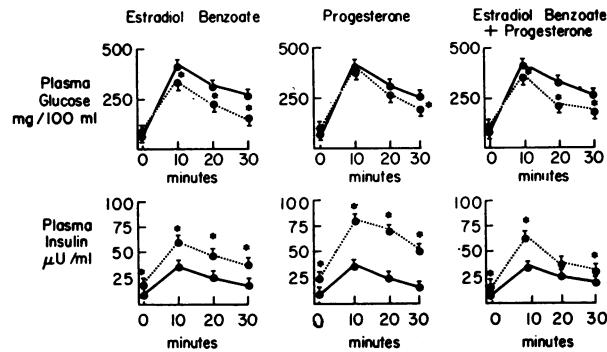 Estradiol Benzoate
Progesterone
Estradiol Benzoate
+ Progesterone
Plasma
Glucose
mg/100 ml
500
250
0 10 20 30
minutes
500
250
0 10 20 30
minutes
500
250
0 10 20 30
minutes
Plasma
Insulin
µU/ml
100
75
50
25
0 10 20 30
minutes
100
75
50
25
0 10 20 30
minutes
100
75
50
25
0 10 20 30
minutes